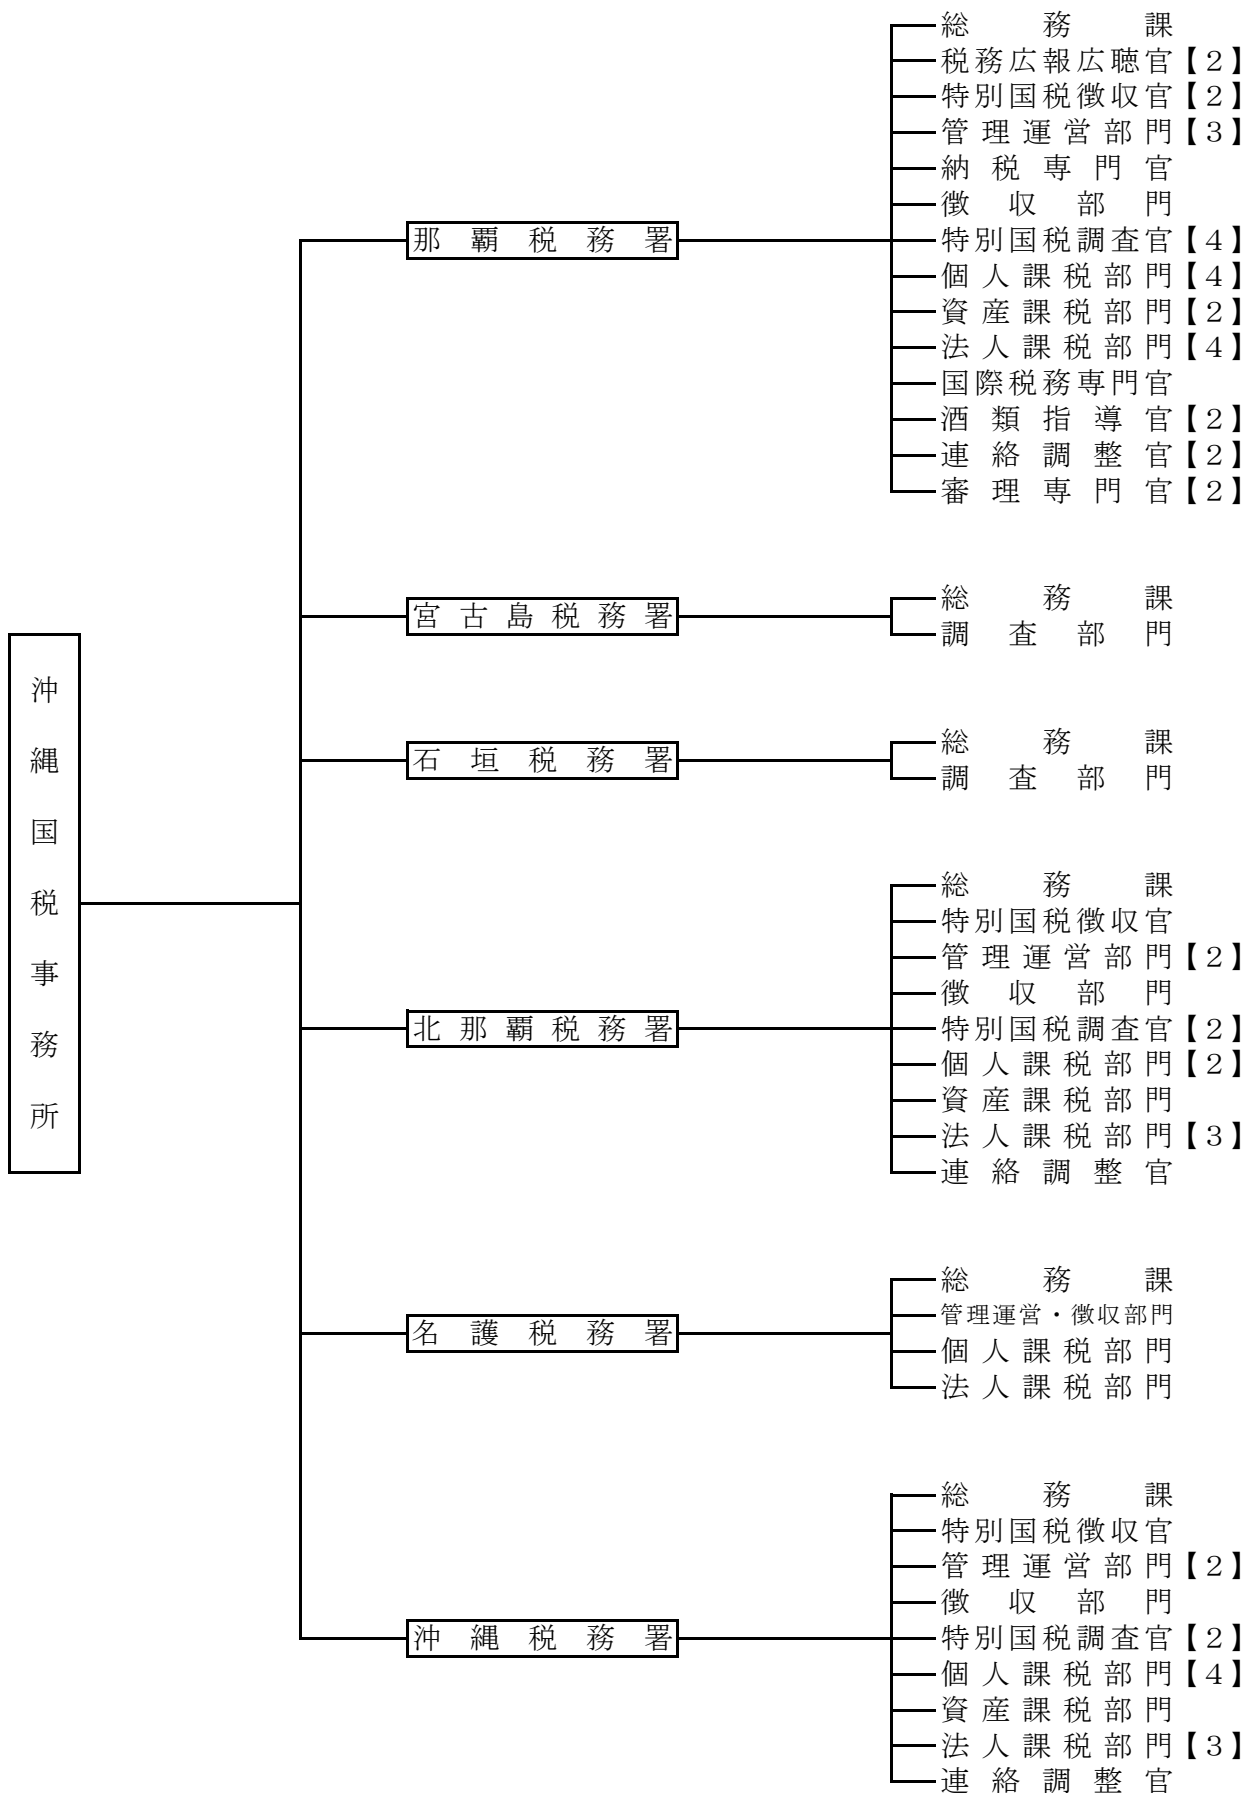 沖縄国税事務所
那覇税務署
総務課
税務広報広聴官【2】
特別国税徴収官【2】
管理運営部門【3】
納税専門官
徴収部門
特別国税調査官【4】
個人課税部門【4】
資産課税部門【2】
法人課税部門【4】
国際税務専門官
酒類指導官【2】
連絡調整官【2】
審理専門官【2】
宮古島税務署
総務課
調査部門
石垣税務署
総務課
調査部門
北那覇税務署
総務課
特別国税徴収官
管理運営部門【2】
徴収部門
特別国税調査官【2】
個人課税部門【2】
資産課税部門
法人課税部門【3】
連絡調整官
名護税務署
総務課
管理運営・徴収部門
個人課税部門
法人課税部門
沖縄税務署
総務課
特別国税徴収官
管理運営部門【2】
徴収部門
特別国税調査官【2】
個人課税部門【4】
資産課税部門
法人課税部門【3】
連絡調整官